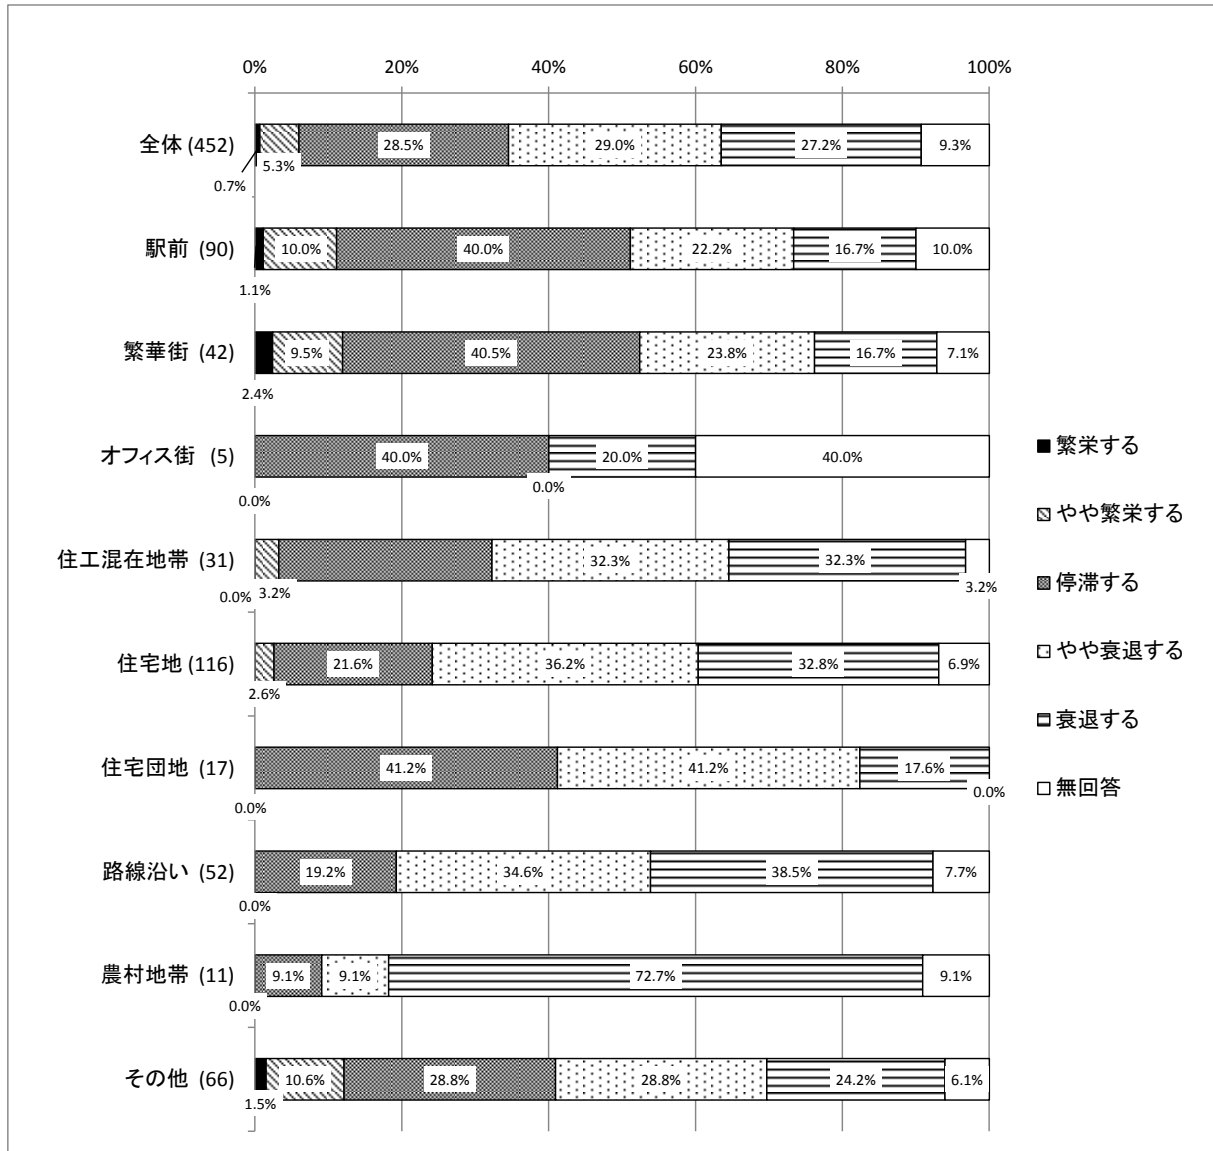 0% 20% 40% 60% 80% 100%
全体 (452) 28.5% 29.0% 27.2% 9.3%
0.7% 5.3%
駅前 (90) 10.0% 40.0% 22.2% 16.7% 10.0%
1.1%
繁華街 (42) 9.5% 40.5% 23.8% 16.7% 7.1%
2.4%
オフィス街 (5) 40.0% 20.0% 40.0%
0.0% 0.0%
住工混在地帯 (31) 32.3% 32.3%
0.0% 3.2% 3.2%
住宅地 (116) 21.6% 36.2% 32.8% 6.9%
2.6%
住宅団地 (17) 41.2% 41.2% 17.6%
0.0% 0.0%
路線沿い (52) 19.2% 34.6% 38.5% 7.7%
0.0%
農村地帯 (11) 9.1% 9.1% 72.7% 9.1%
0.0%
その他 (66) 10.6% 28.8% 28.8% 24.2% 6.1%
1.5%
繁栄する
やや繁栄する
停滞する
やや衰退する
衰退する
無回答